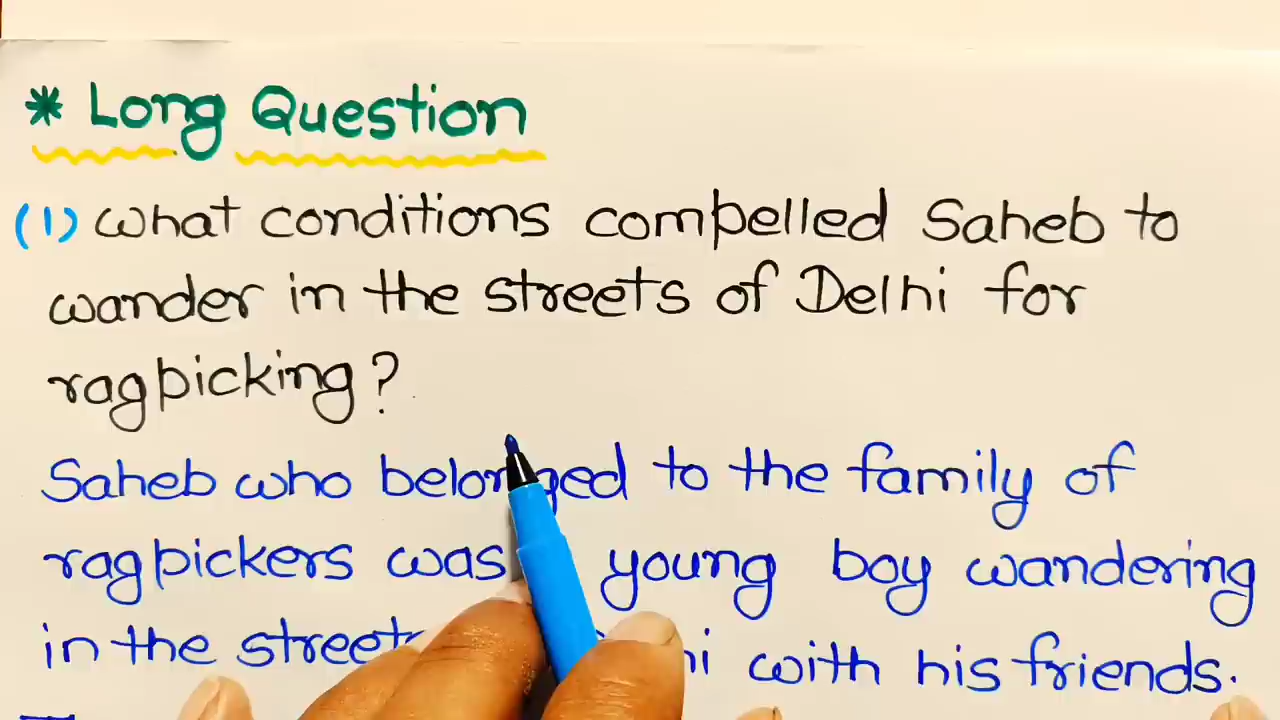 * Long Question
(1) What conditions compelled Saheb to
wander in the streets of Delhi for
ragpicking?
Saheb who belonged to the family of
ragpickers was young boy wandering
in the streets with his friends.